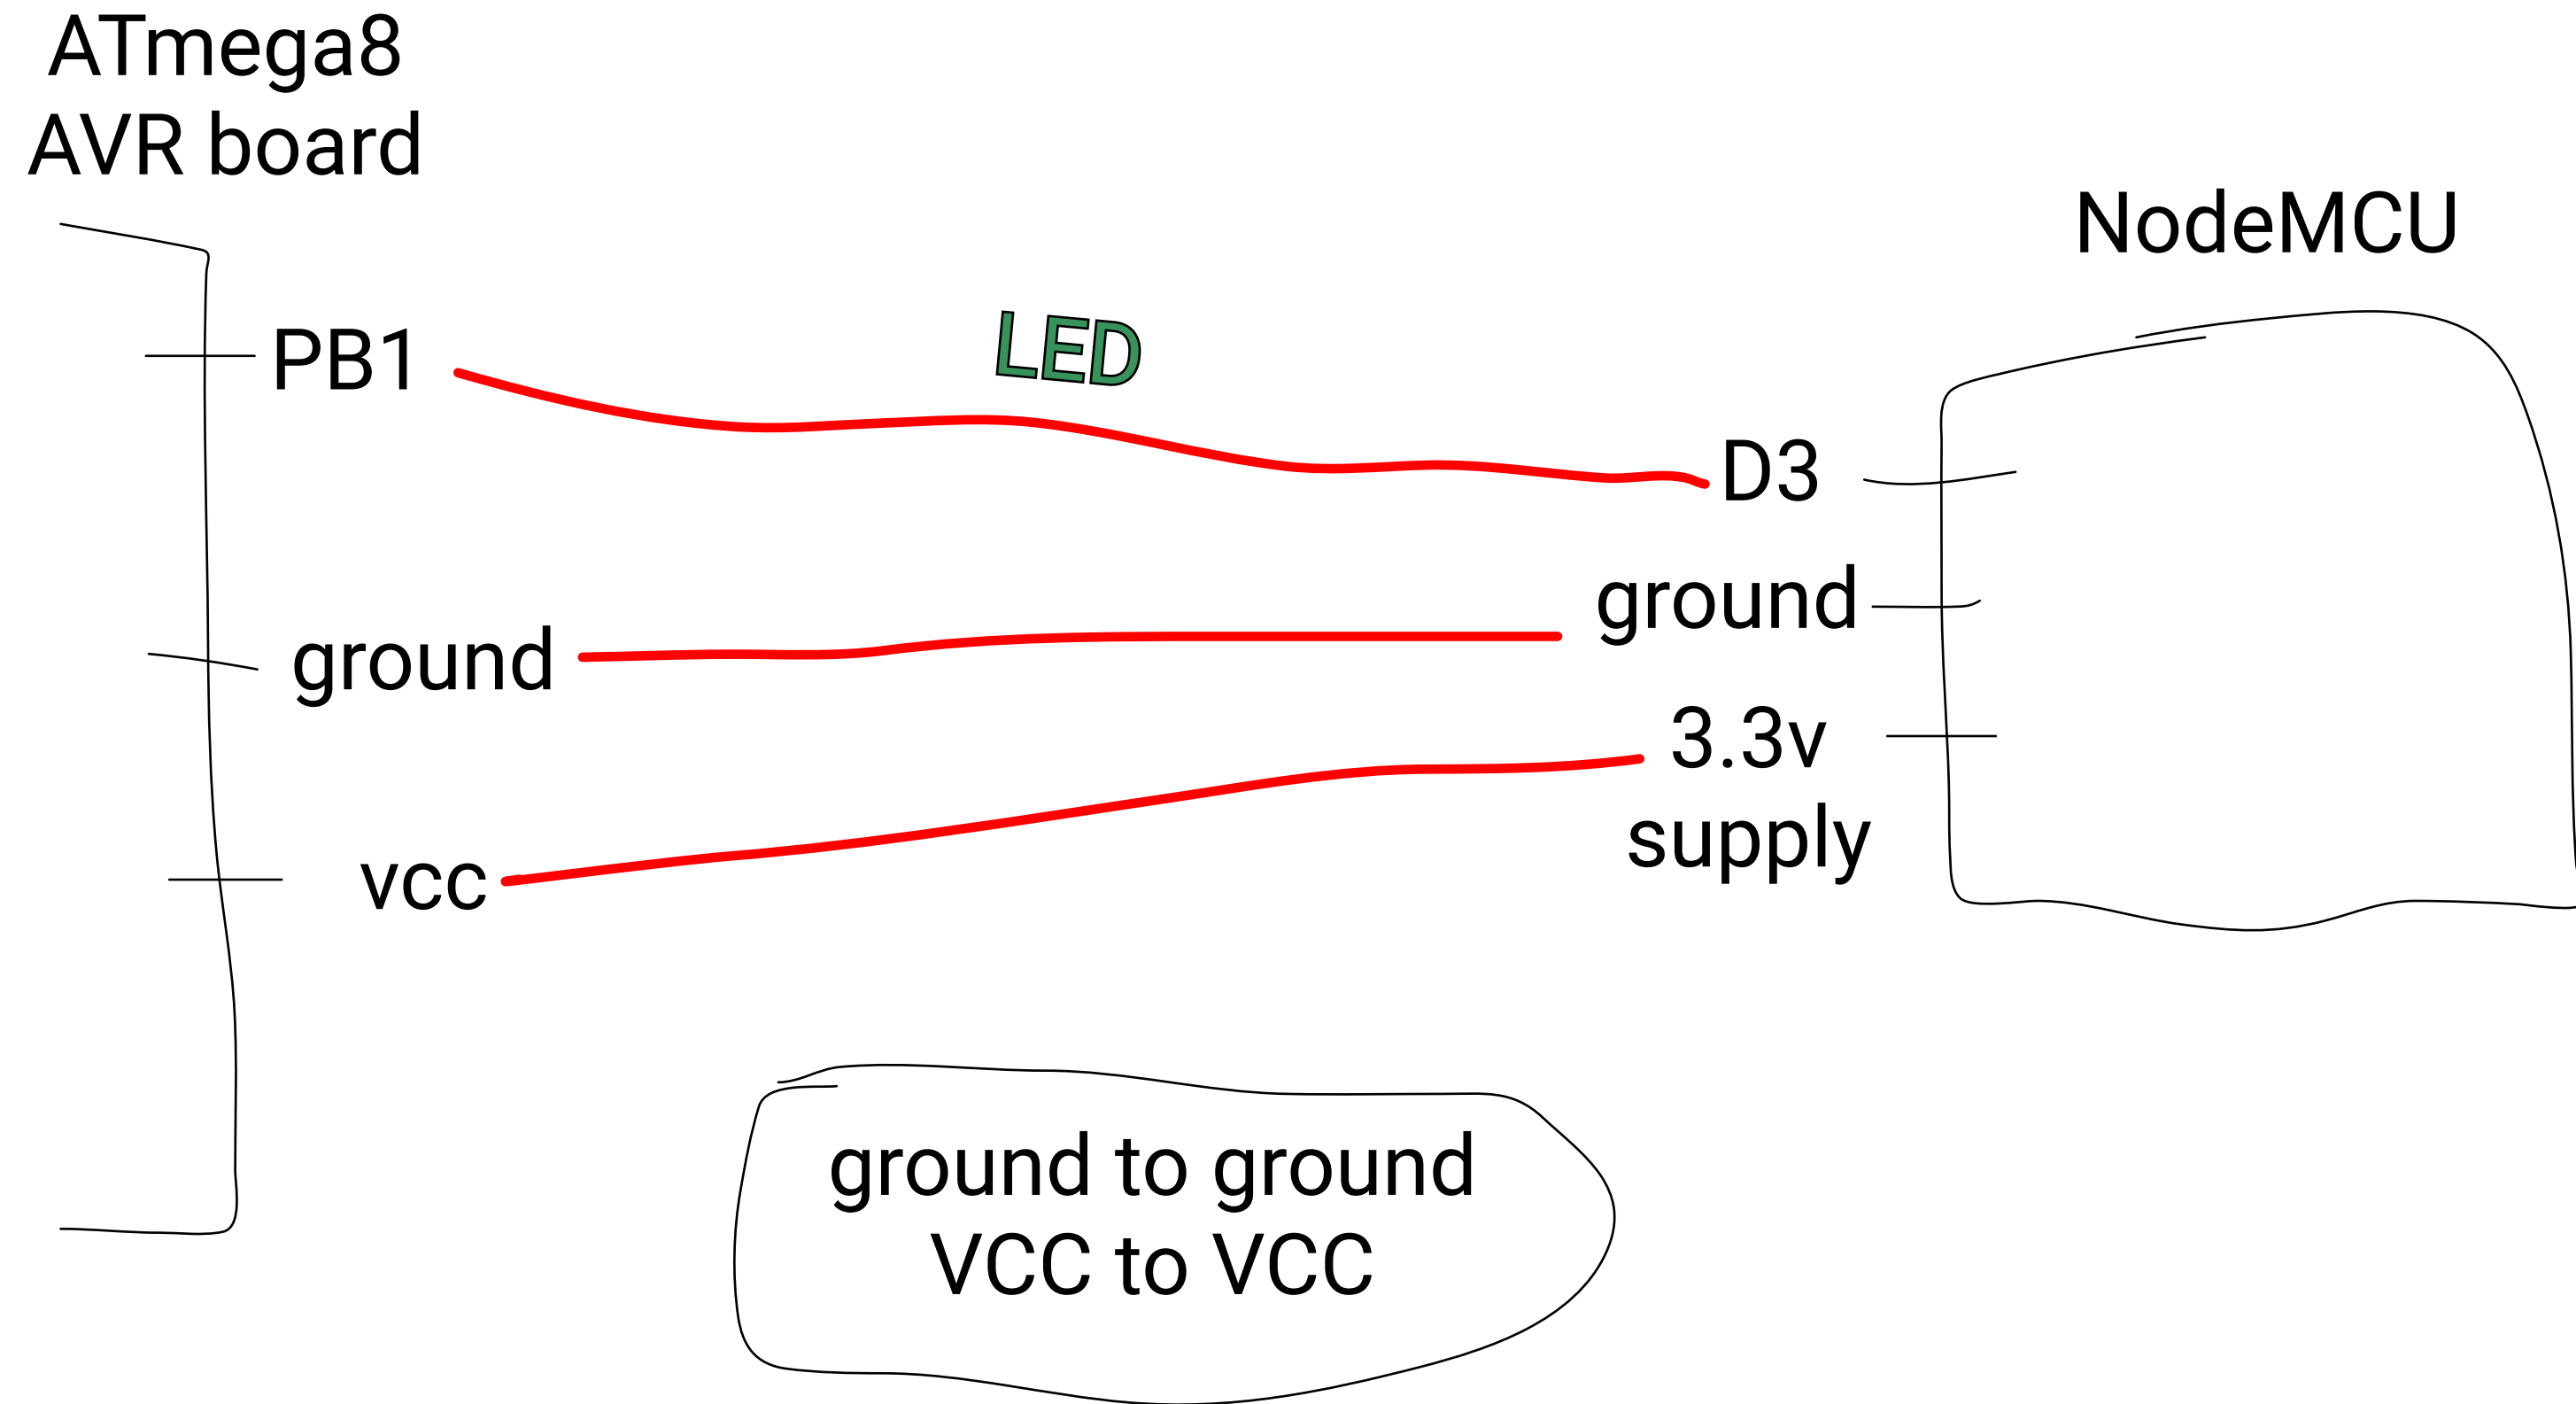 ATmega8
AVR board
NodeMCU
LED
PB1
D3
ground
ground
3.3v
supply
vcc
ground to ground
VCC to VCC